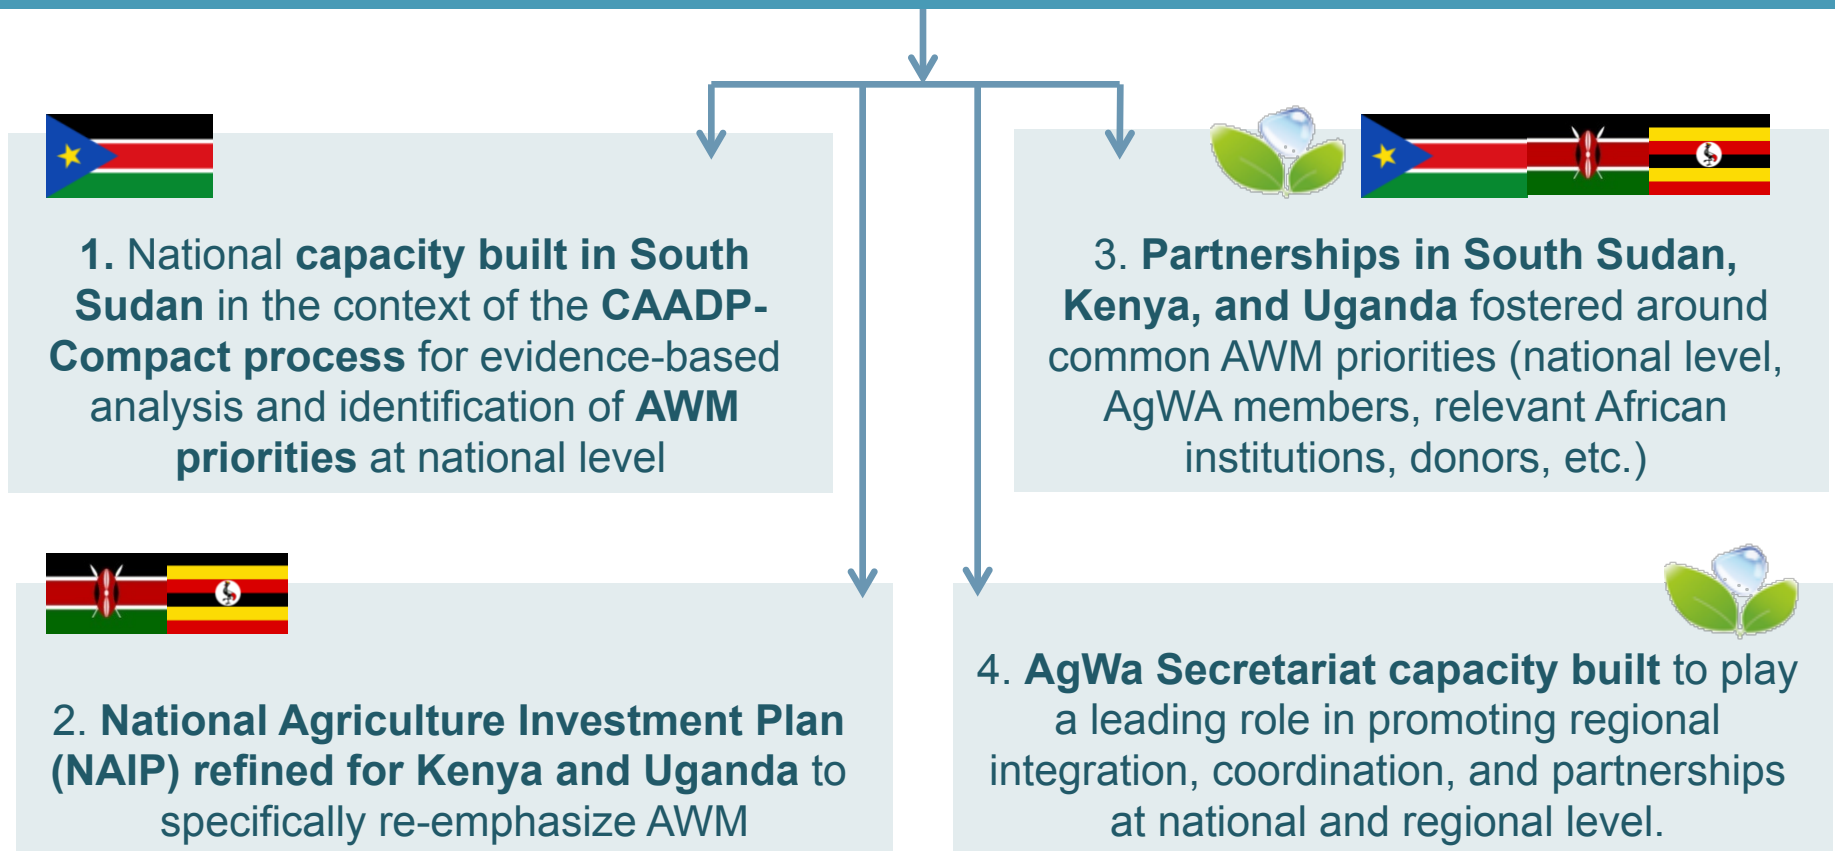 1. National capacity built in South
Sudan in the context of the CAADP-
Compact process for evidence-based
analysis and identification of AWM
priorities at national level
2. National Agriculture Investment Plan
(NAIP) refined for Kenya and Uganda to
specifically re-emphasize AWM
3. Partnerships in South Sudan,
Kenya, and Uganda fostered around
common AWM priorities (national level,
AgWA members, relevant African
institutions, donors, etc.)
4. AgWa Secretariat capacity built to play
a leading role in promoting regional
integration, coordination, and partnerships
at national and regional level.